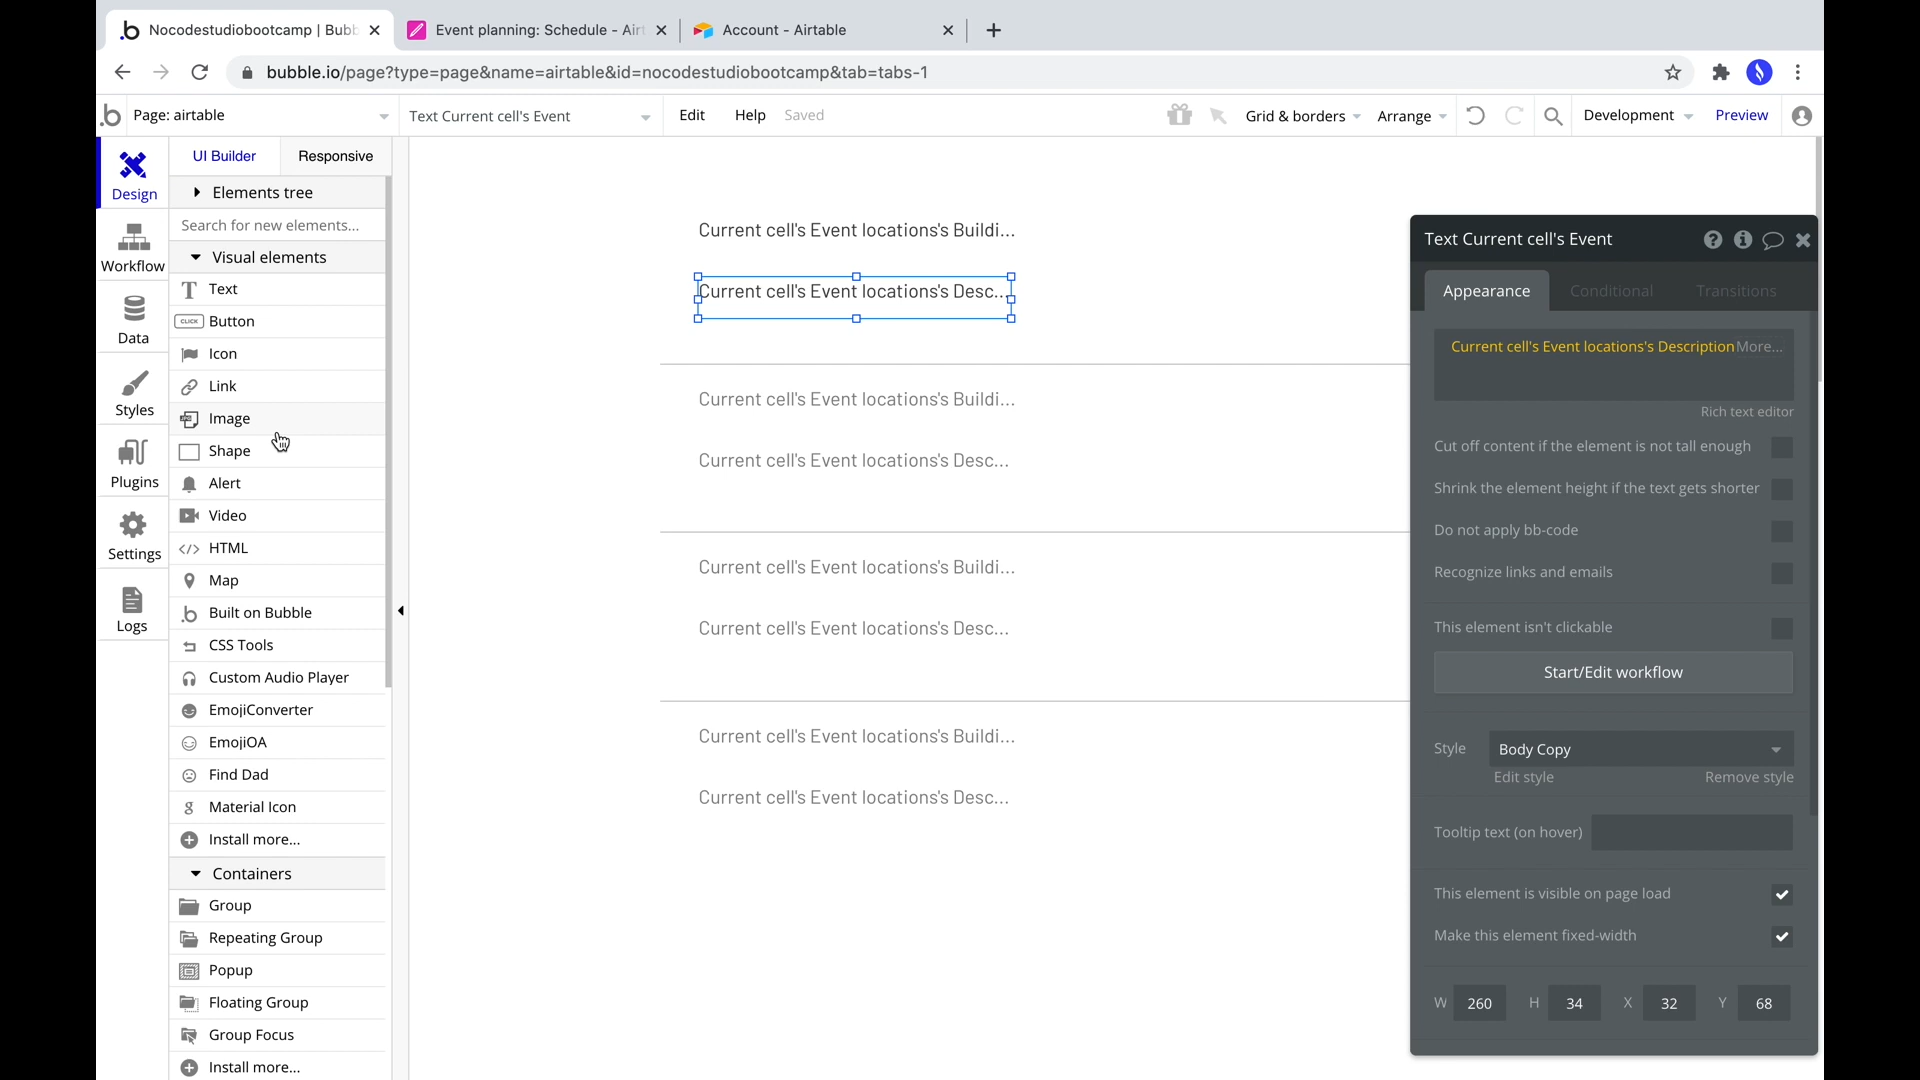 Nocodestudiobootcamp | Bubb
Event planning: Schedule - Airt
Account - Airtable
bubble.io/page?type=page&name=airtable&id=nocodestudiobootcamp&tab=tabs-1
Page: airtable
Text Current cell's Event
Edit
Help
Saved
Grid & borders
Arrange
Development
Preview
Design
Workflow
Data
Styles
Plugins
Settings
Logs
UI Builder
Responsive
Elements tree
Search for new elements...
Visual elements
Text
CLICK
Button
Icon
Link
Image
Shape
Alert
Video
HTML
Map
Built on Bubble
CSS Tools
Custom Audio Player
EmojiConverter
EmojiOA
Find Dad
Material Icon
Install more...
Containers
Group
Repeating Group
Popup
Floating Group
Group Focus
Install more...
Current cell's Event locations's Buildi...
Current cell's Event locations's Desc...
Current cell's Event locations's Buildi...
Current cell's Event locations's Desc...
Current cell's Event locations's Buildi...
Current cell's Event locations's Desc...
Current cell's Event locations's Buildi...
Current cell's Event locations's Desc...
Text Current cell's Event
Appearance
Conditional
Transitions
Current cell's Event locations's Description More...
Rich text editor
Cut off content if the element is not tall enough
Shrink the element height if the text gets shorter
Do not apply bb-code
Recognize links and emails
This element isn't clickable
Start/Edit workflow
Style
Body Copy
Edit style
Remove style
Tooltip text (on hover)
This element is visible on page load
Make this element fixed-width
W 260 H 34 X 32 Y 68